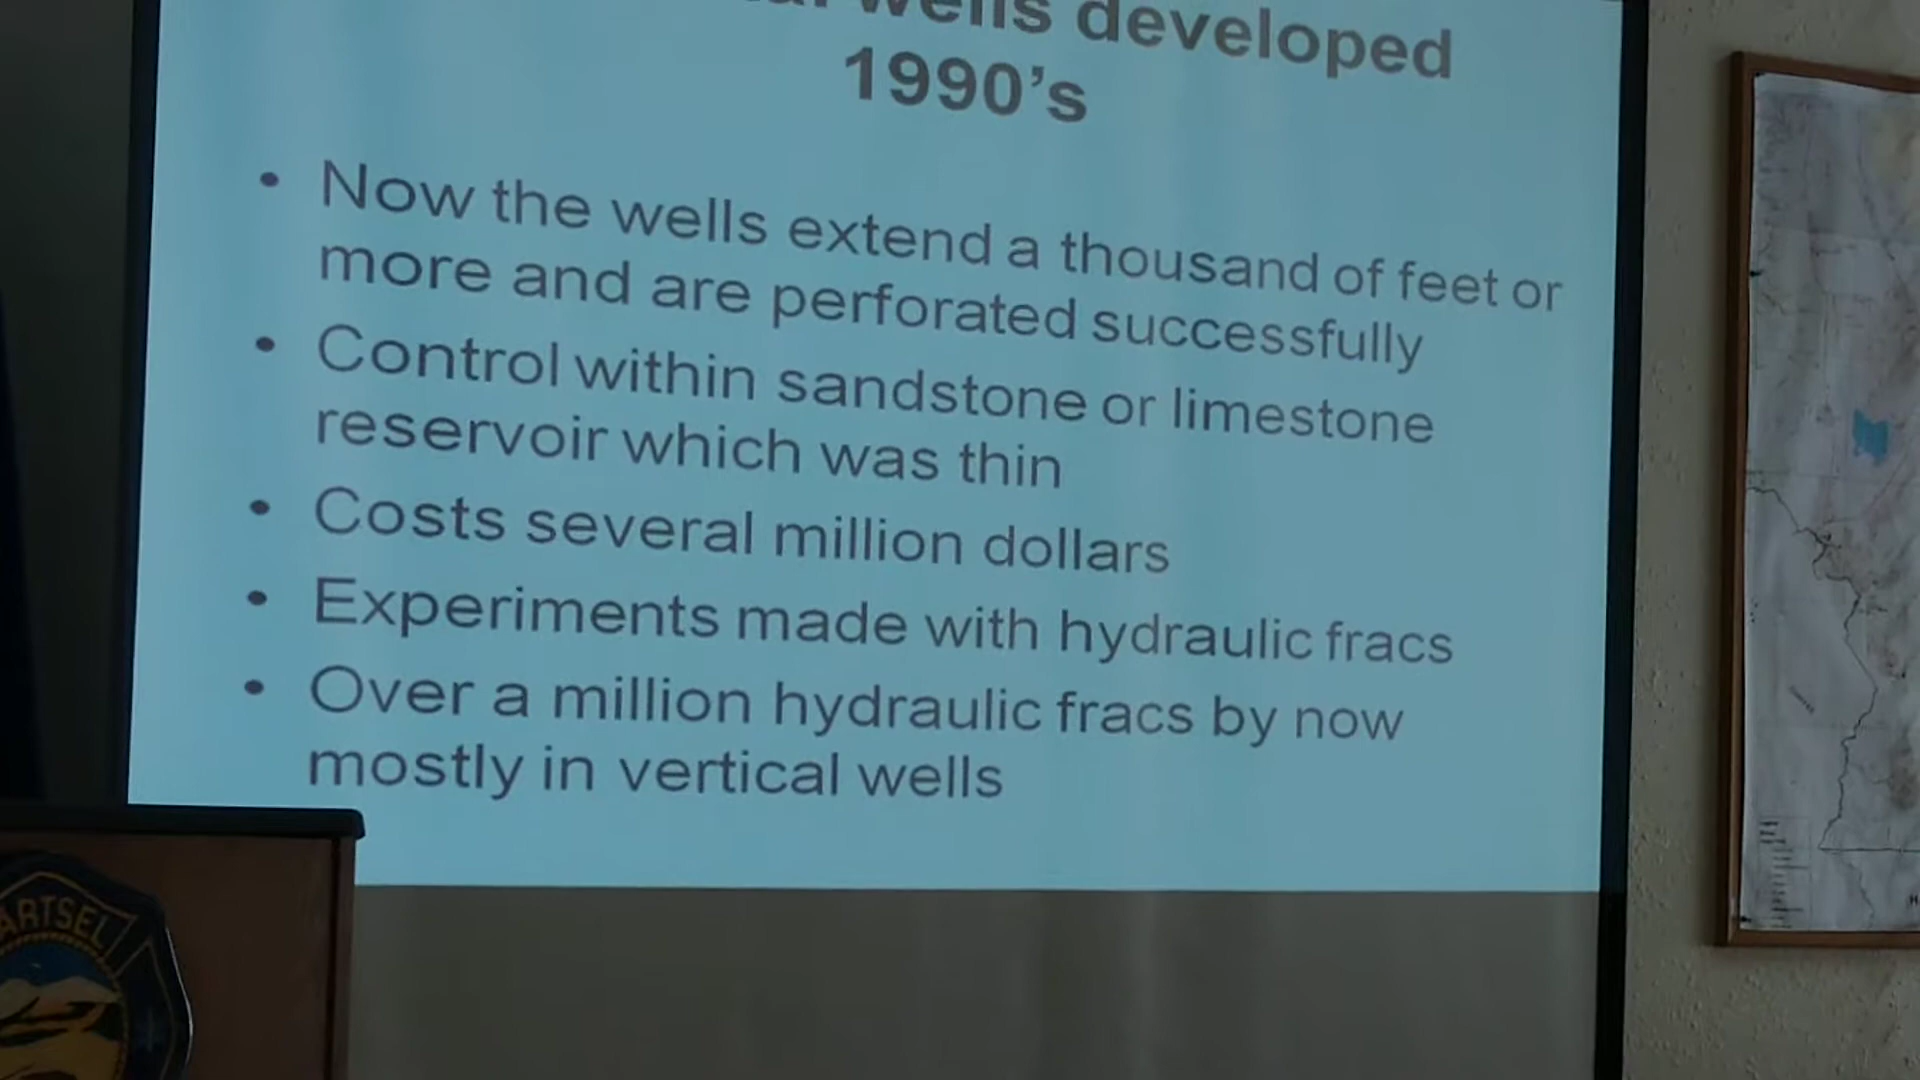 wells developed
1990's
• Now the wells extend a thousand of feet or
more and are perforated successfully
• Control within sandstone or limestone
reservoir which was thin
• Costs several million dollars
• Experiments made with hydraulic fracs
• Over a million hydraulic fracs by now
mostly in vertical wells
ARTSEL